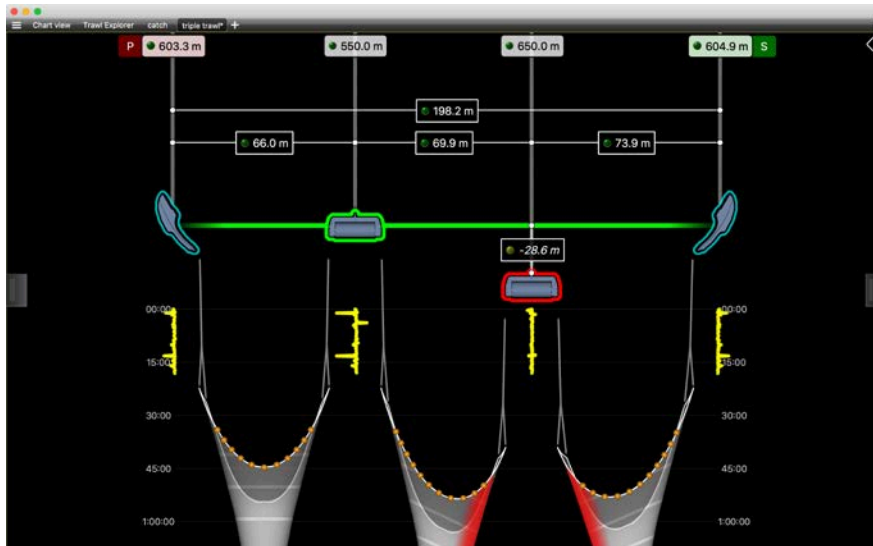 Chart view Trawl Explorer catch triple trawl* +
P 603.3 m 550.0 m 650.0 m 604.9 m S
198.2 m
66.0 m 69.9 m 73.9 m
-28.6 m
00:00 00:00
15:00 15:00
30:00 30:00
45:00 45:00
1:00:00 1:00:00